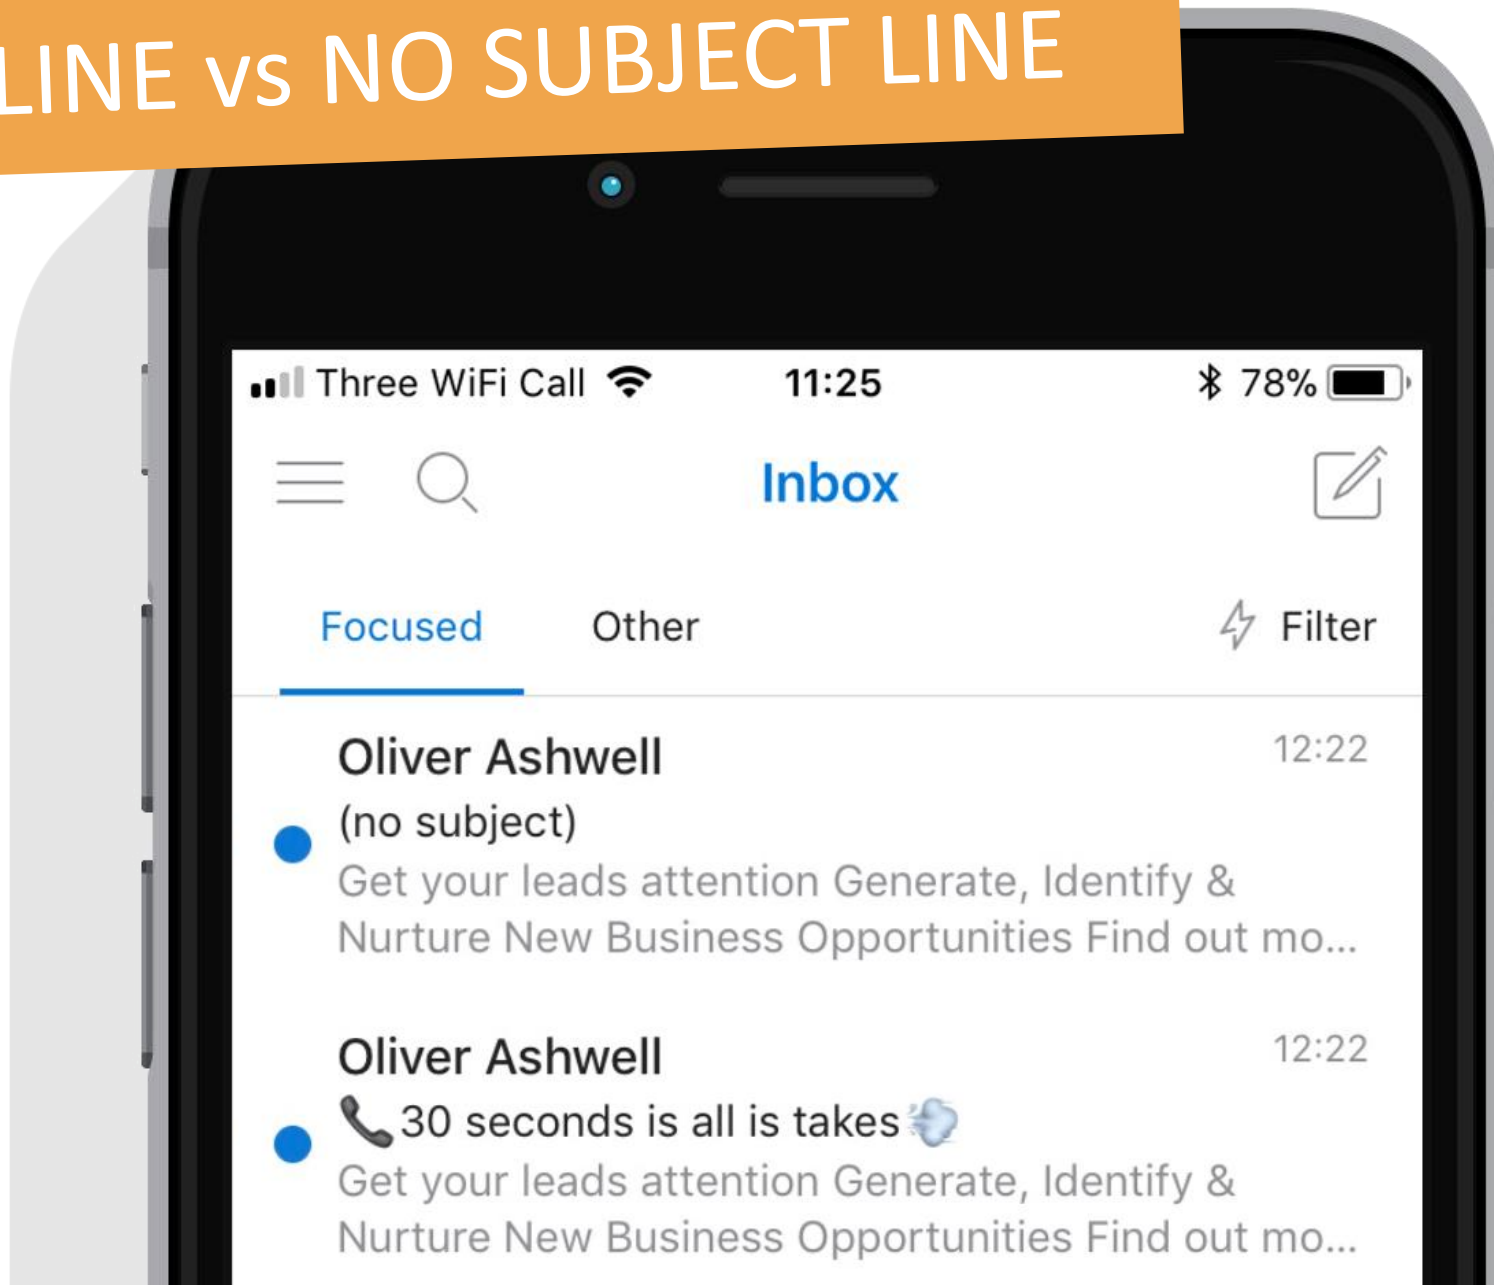 LINE vs NO SUBJECT LINE
Three WiFi Call 11:25 78%
Inbox
Focused Other Filter
Oliver Ashwell 12:22
(no subject)
Get your leads attention Generate, Identify &
Nurture New Business Opportunities Find out mo...
Oliver Ashwell 12:22
📞30 seconds is all is takes💨
Get your leads attention Generate, Identify &
Nurture New Business Opportunities Find out mo...